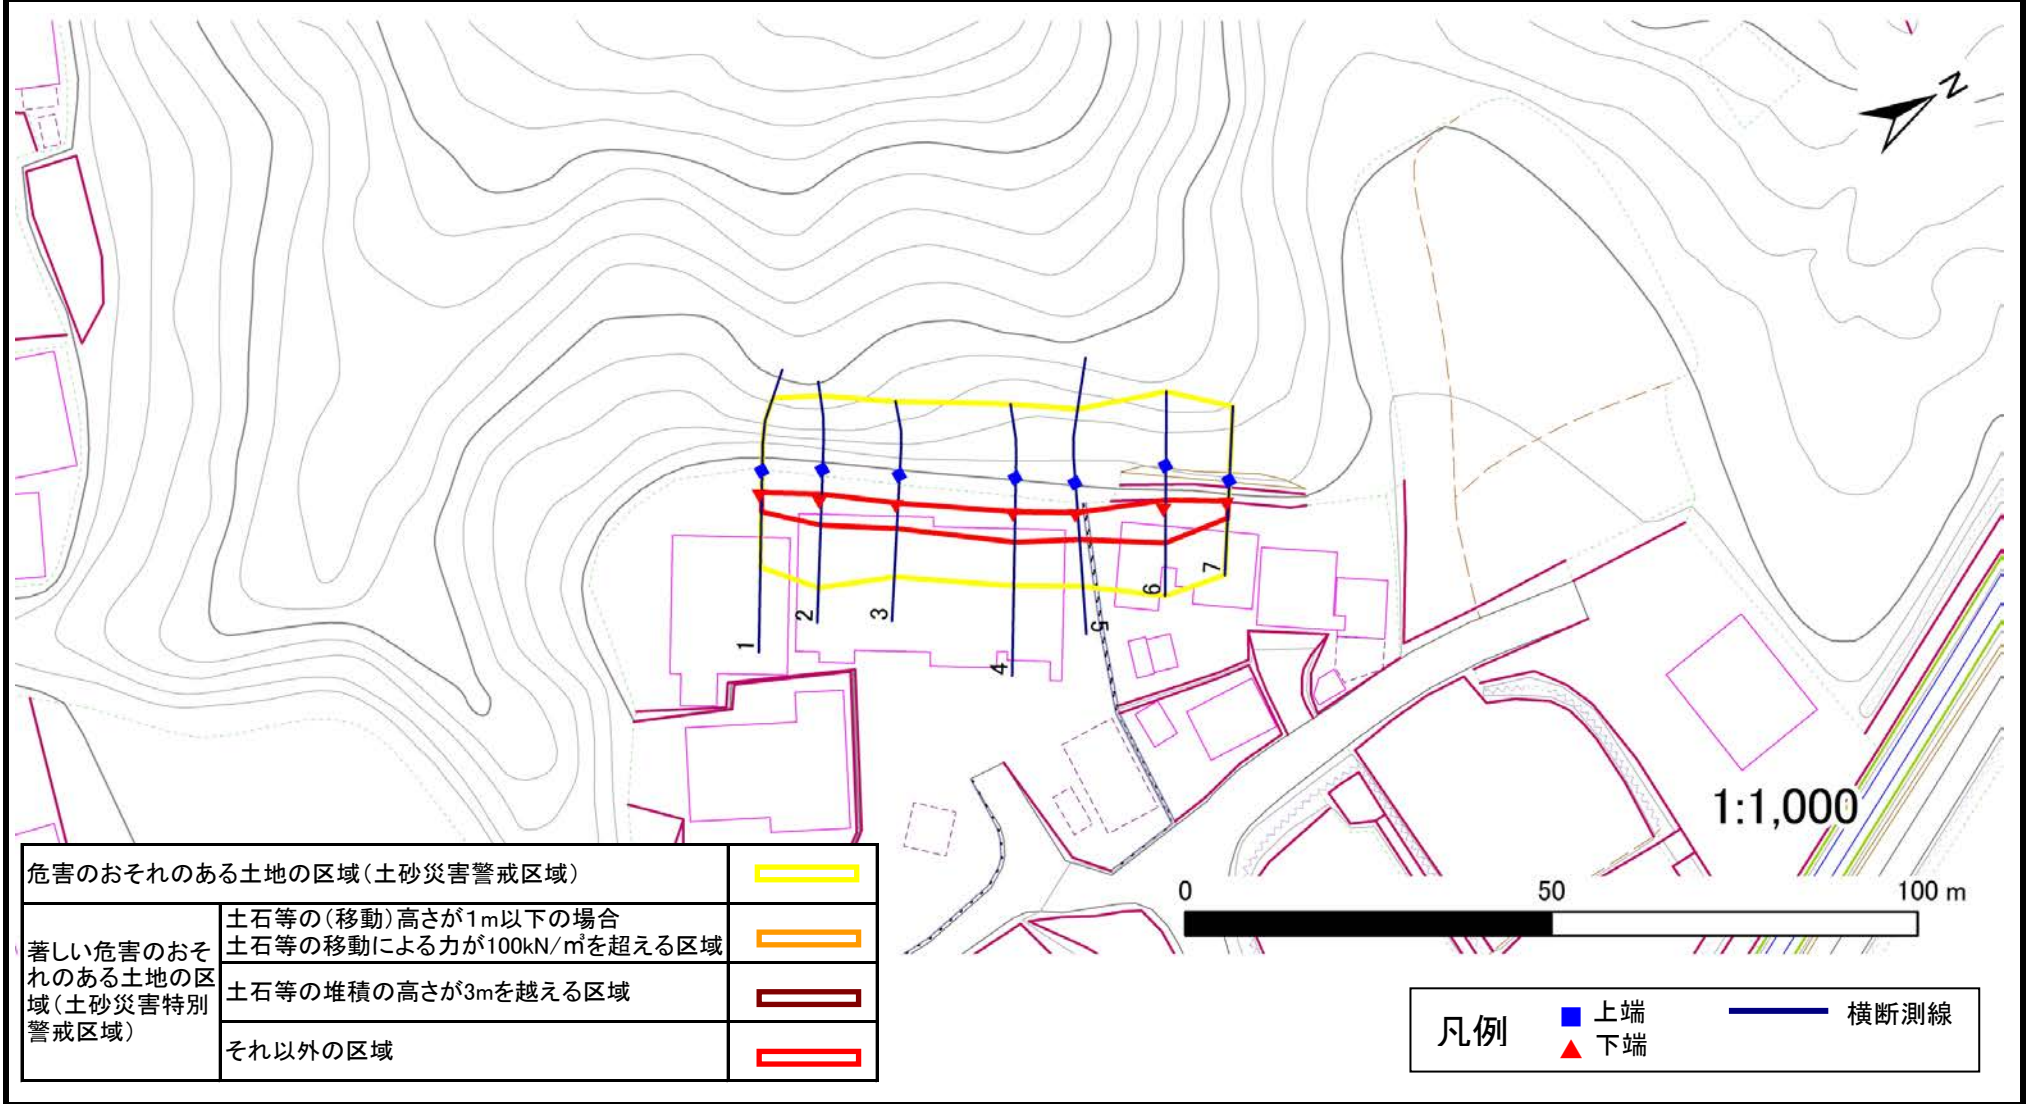 N
1
2
3
4
5
6
7
1:1,000
0 50 100 m
危害のおそれのある土地の区域(土砂災害警戒区域)
著しい危害のおそ
れのある土地の区
域(土砂災害特別
警戒区域)
土石等の(移動)高さが1m以下の場合
土石等の移動による力が100kN/㎥を超える区域
土石等の堆積の高さが3mを越える区域
それ以外の区域
凡例
上端
下端
横断測線